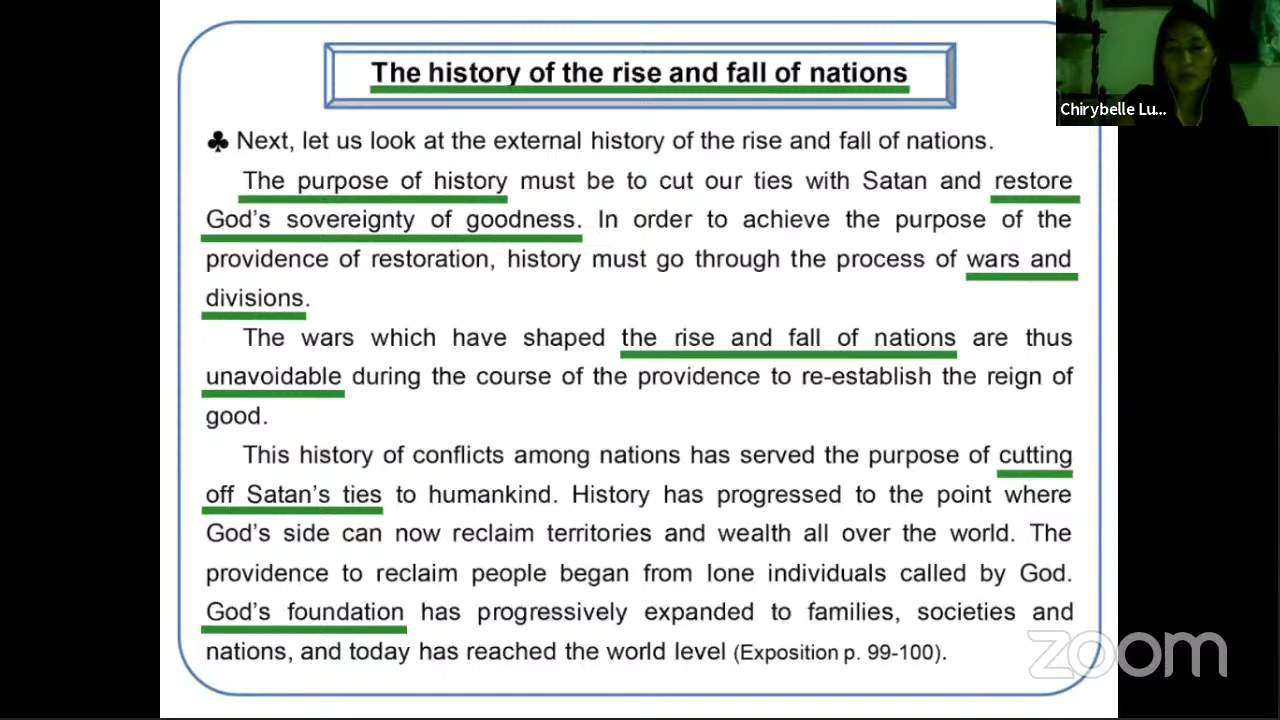 The history of the rise and fall of nations
Chirybelle Lu...
♣ Next, let us look at the external history of the rise and fall of nations.
The purpose of history must be to cut our ties with Satan and restore
God's sovereignty of goodness. In order to achieve the purpose of the
providence of restoration, history must go through the process of wars and
divisions.
The wars which have shaped the rise and fall of nations are thus
unavoidable during the course of the providence to re-establish the reign of
good.
This history of conflicts among nations has served the purpose of cutting
off Satan's ties to humankind. History has progressed to the point where
God's side can now reclaim territories and wealth all over the world. The
providence to reclaim people began from lone individuals called by God.
God's foundation has progressively expanded to families, societies and
nations, and today has reached the world level (Exposition p. 99-100).
zoom